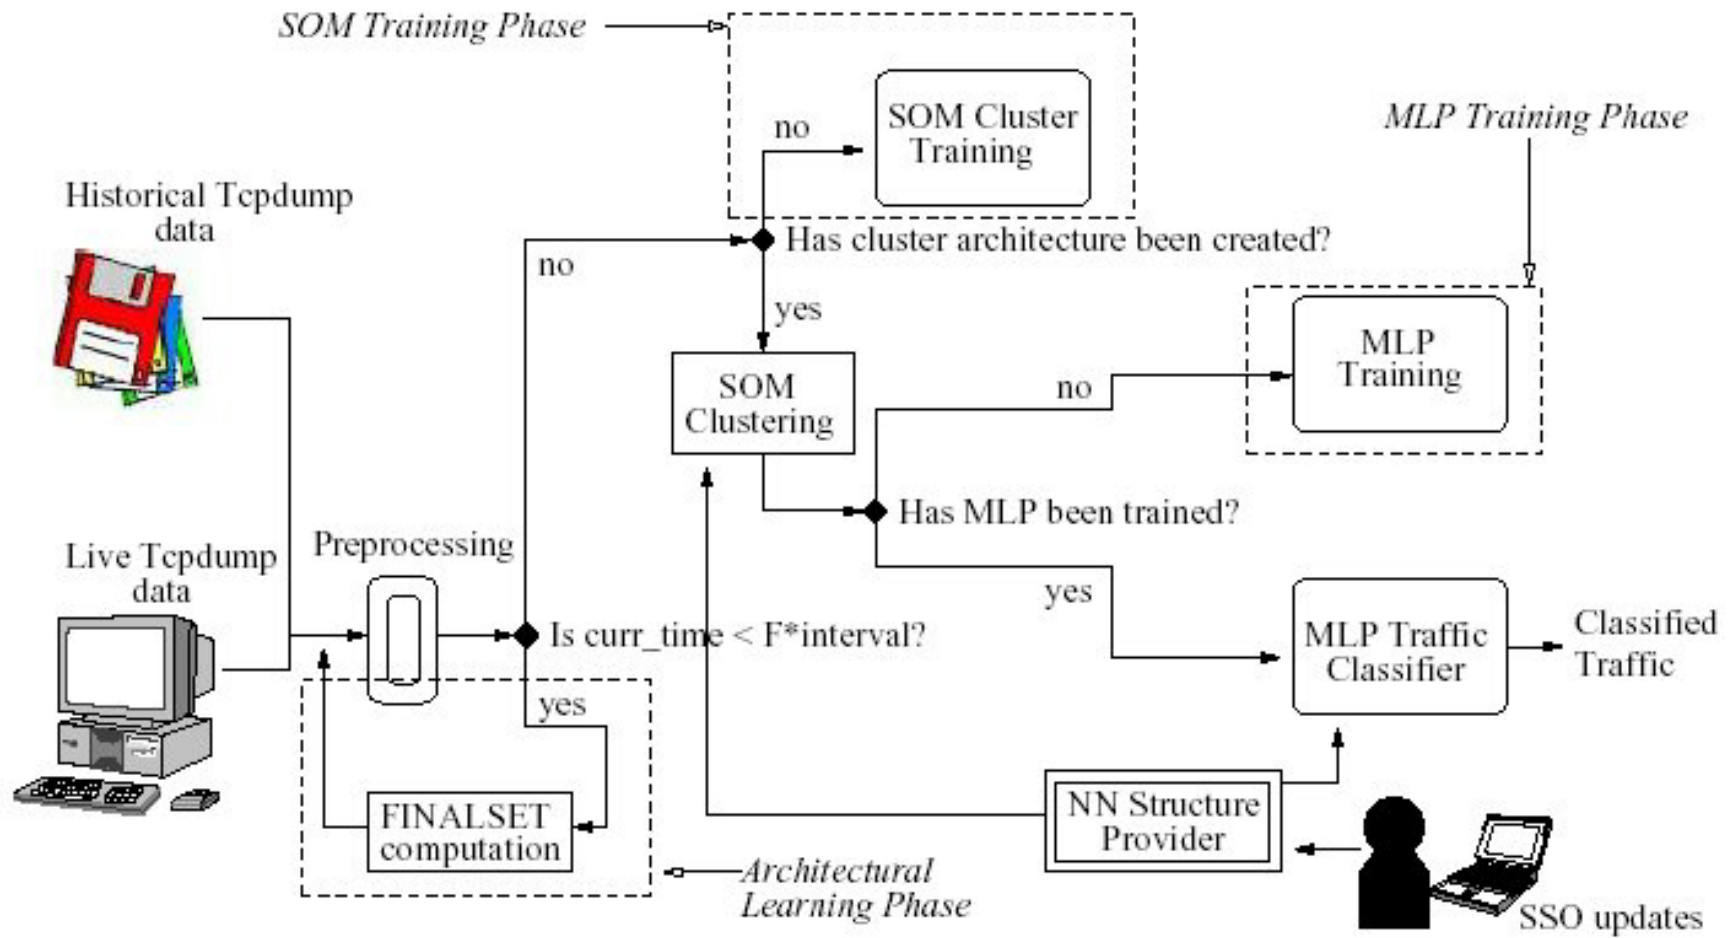 SOM Training Phase
SOM Cluster
Training
no
MLP Training Phase
Historical Tcpdump
data
Has cluster architecture been created?
no
yes
MLP
Training
SOM
Clustering
no
Has MLP been trained?
Live Tcpdump
data
Preprocessing
yes
Is curr_time < F*interval?
MLP Traffic
Classifier
Classified
Traffic
yes
FINALSET
computation
NN Structure
Provider
Architectural
Learning Phase
SSO updates